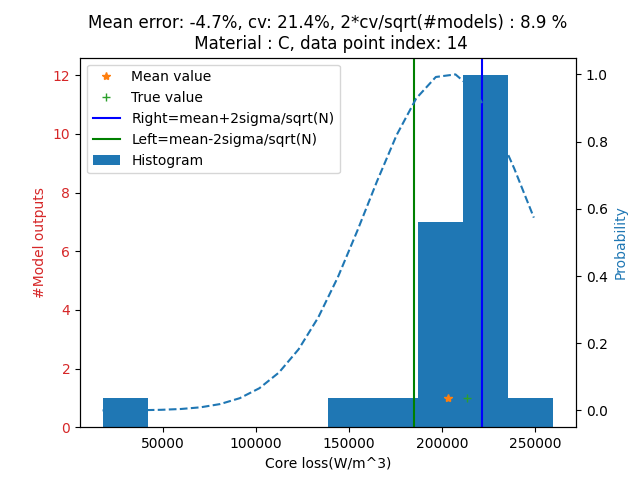 Mean error: -4.7%, cv: 21.4%, 2*cv/sqrt(#models) : 8.9 %
Material : C, data point index: 14
Mean value
True value
Right=mean+2sigma/sqrt(N)
Left=mean-2sigma/sqrt(N)
Histogram
12
10
8
6
4
2
0
#Model outputs
1.0
0.8
0.6
0.4
0.2
0.0
Probability
50000 100000 150000 200000 250000
Core loss(W/m^3)